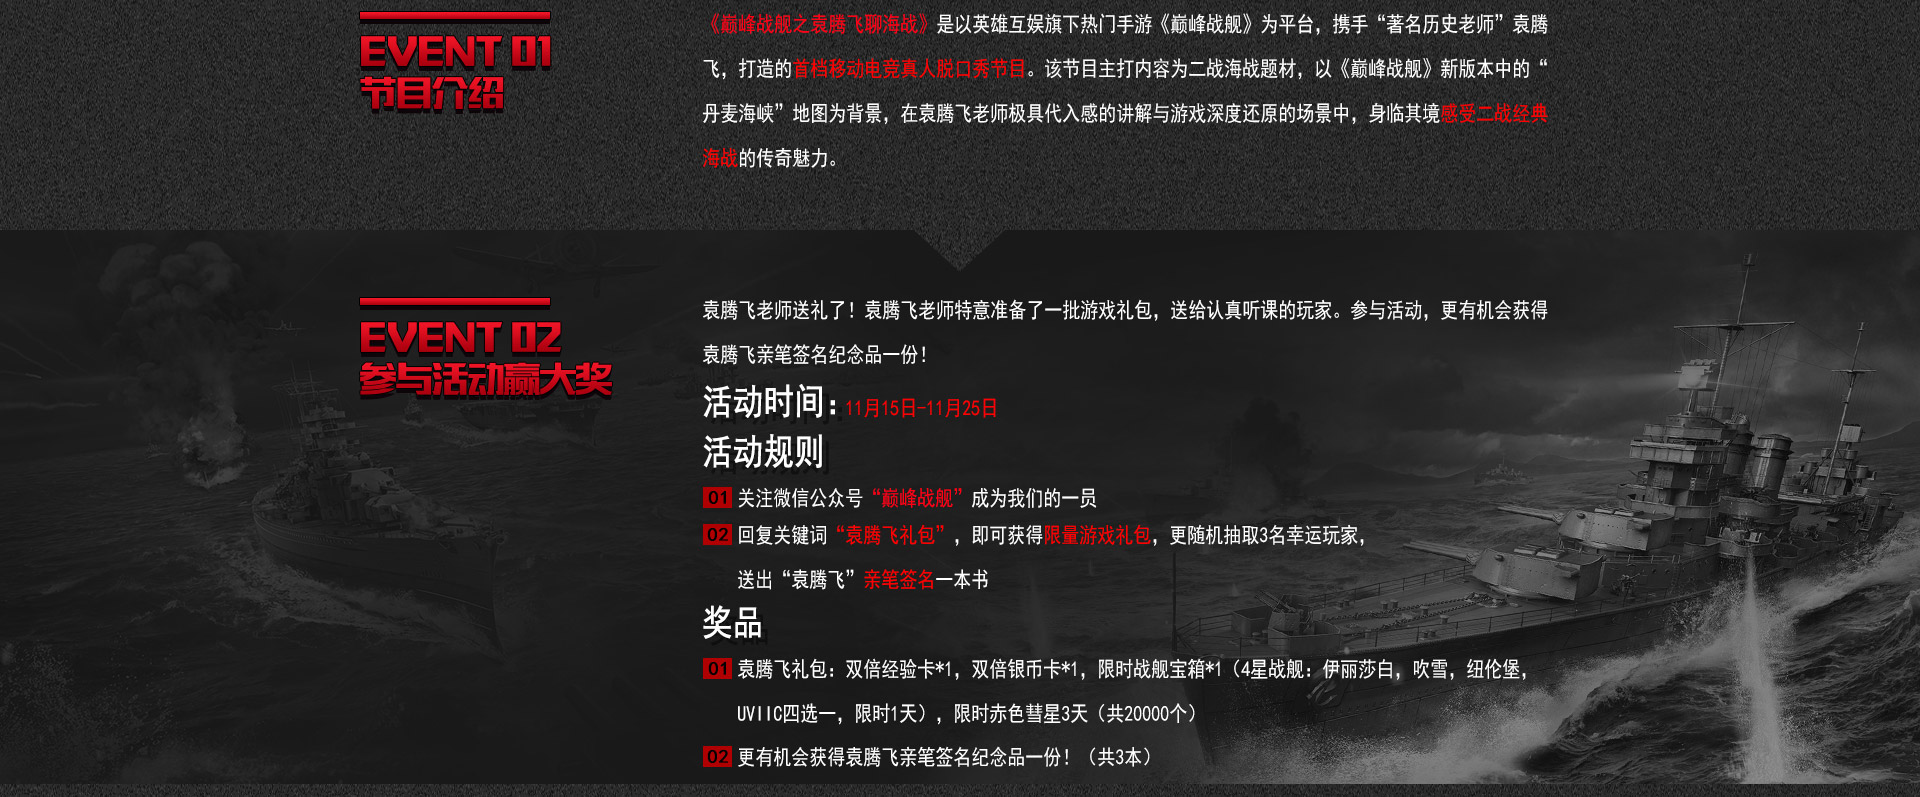 EVENT 01
节目介绍
《巅峰战舰之袁腾飞聊海战》是以英雄互娱旗下热门手游《巅峰战舰》为平台，携手“著名历史老师”袁腾
飞，打造的首档移动电竞真人脱口秀节目。该节目主打内容为二战海战题材，以《巅峰战舰》新版本中的“
丹麦海峡”地图为背景，在袁腾飞老师极具代入感的讲解与游戏深度还原的场景中，身临其境感受二战经典
海战的传奇魅力。
EVENT 02
参与活动赢大奖
袁腾飞老师送礼了！袁腾飞老师特意准备了一批游戏礼包，送给认真听课的玩家。参与活动，更有机会获得
袁腾飞亲笔签名纪念品一份！
活动时间：11月15日-11月25日
活动规则
01 关注微信公众号“巅峰战舰”成为我们的一员
02 回复关键词“袁腾飞礼包”，即可获得限量游戏礼包，更随机抽取3名幸运玩家，
送出“袁腾飞”亲笔签名一本书
奖品
01 袁腾飞礼包：双倍经验卡*1，双倍银币卡*1，限时战舰宝箱*1（4星战舰：伊丽莎白，吹雪，纽伦堡，
UVIIC四选一，限时1天），限时赤色彗星3天（共20000个）
02 更有机会获得袁腾飞亲笔签名纪念品一份！（共3本）